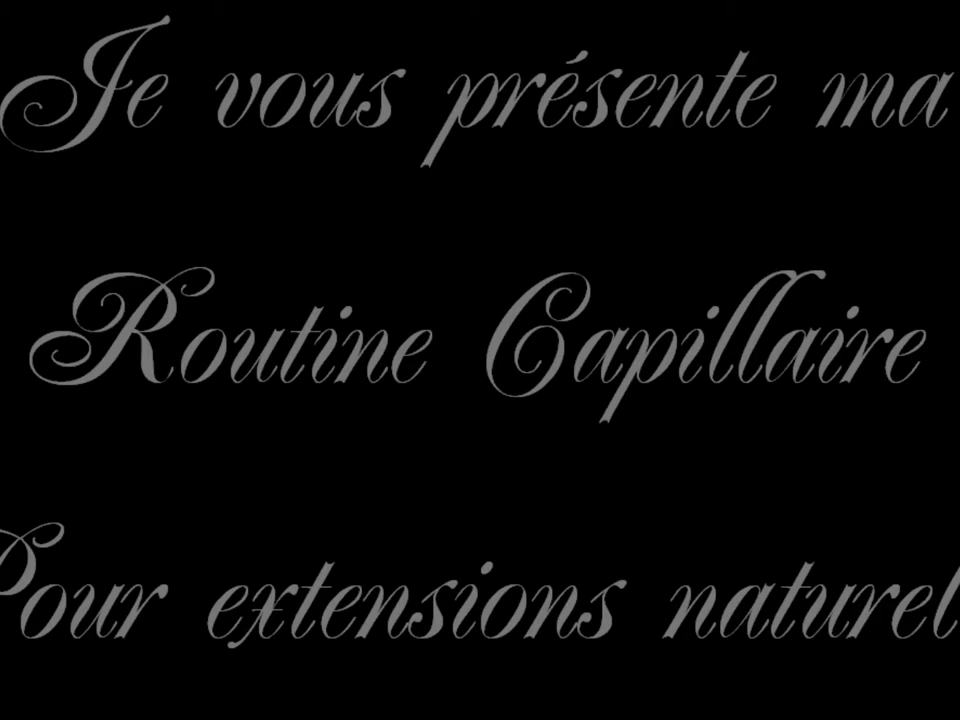 Je vous présente ma
Routine Capillaire
Pour extensions naturel